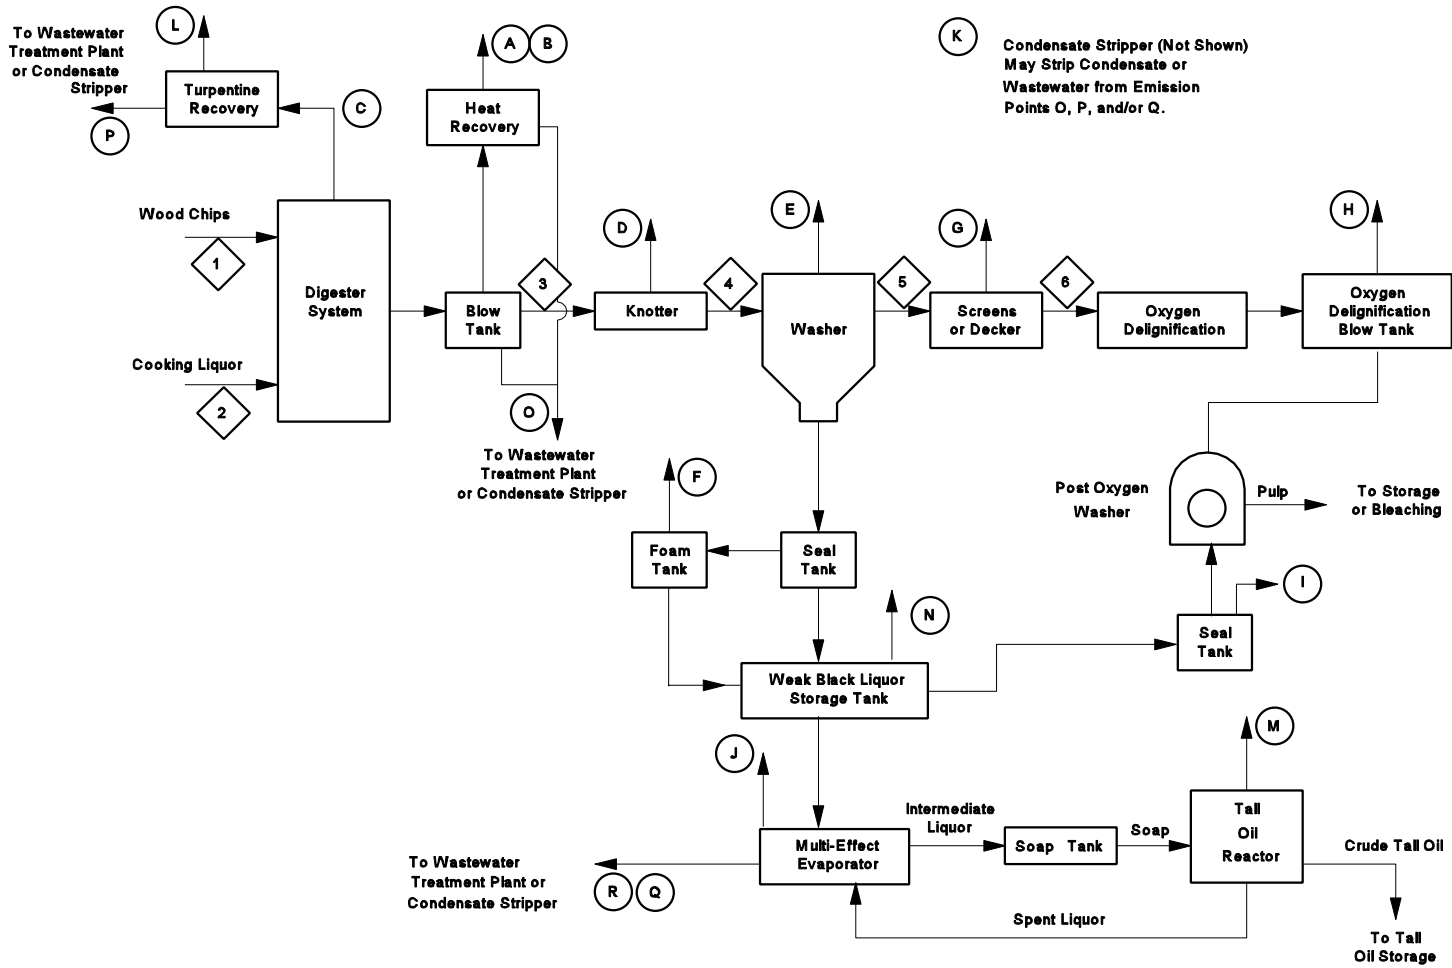 To Wastewater
Treatment Plant
or Condensate
Stripper
L
P
Turpentine
Recovery
C
A
B
Heat
Recovery
K
Condensate Stripper (Not Shown)
May Strip Condensate or
Wastewater from Emission
Points O, P, and/or Q.
Wood Chips
1
Digester
System
Cooking Liquor
2
Blow
Tank
3
O
To Wastewater
Treatment Plant
or Condensate Stripper
D
Knotter
4
E
Washer
5
G
Screens
or Decker
6
Oxygen
Delignification
H
Oxygen
Delignification
Blow Tank
F
Foam
Tank
Seal
Tank
Post Oxygen
Washer
Pulp
To Storage
or Bleaching
I
Seal
Tank
N
Weak Black Liquor
Storage Tank
J
Multi-Effect
Evaporator
To Wastewater
Treatment Plant or
Condensate Stripper
R
Q
Intermediate
Liquor
Soap Tank
Soap
M
Tall
Oil
Reactor
Crude Tall Oil
Spent Liquor
To Tall
Oil Storage